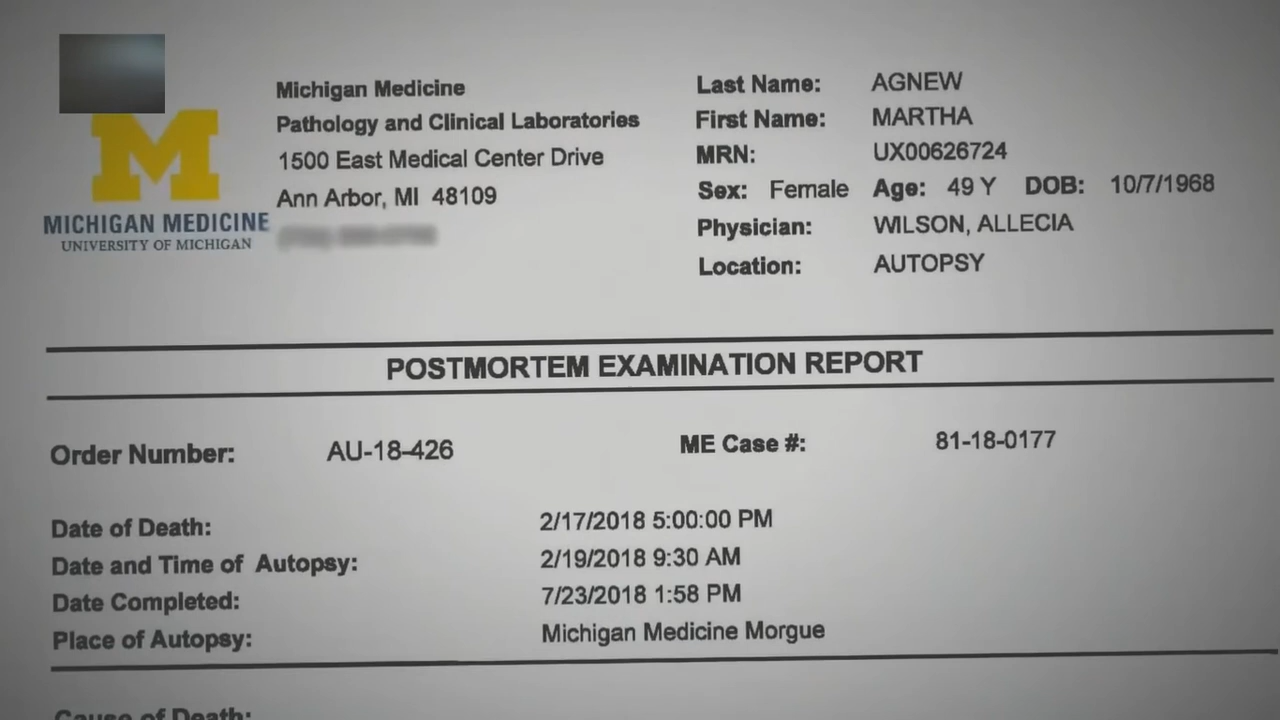 MICHIGAN MEDICINE
UNIVERSITY OF MICHIGAN
Michigan Medicine
Pathology and Clinical Laboratories
1500 East Medical Center Drive
Ann Arbor, MI 48109
Last Name: AGNEW
First Name: MARTHA
MRN: UX00626724
Sex: Female Age: 49 Y DOB: 10/7/1968
Physician: WILSON, ALLECIA
Location: AUTOPSY
POSTMORTEM EXAMINATION REPORT
Order Number: AU-18-426 ME Case #: 81-18-0177
Date of Death: 2/17/2018 5:00:00 PM
Date and Time of Autopsy: 2/19/2018 9:30 AM
Date Completed: 7/23/2018 1:58 PM
Place of Autopsy: Michigan Medicine Morgue
Cause of Death: